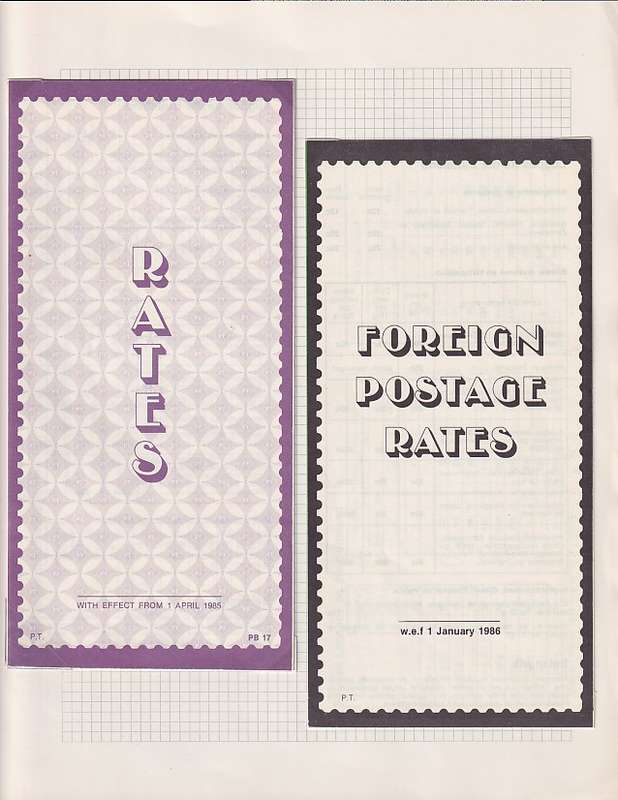 RATES
WITH EFFECT FROM 1 APRIL 1985
P.T.
PB 17
FOREIGN
POSTAGE
RATES
w.e.f 1 January 1986
P.T.